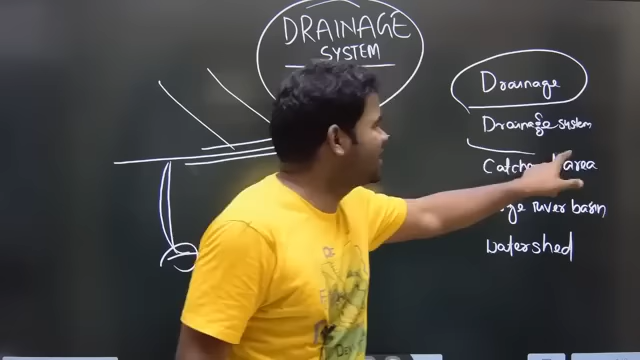 DRAINAGE
SYSTEM
Drainage
Drainage system
area
river basin
Watershed